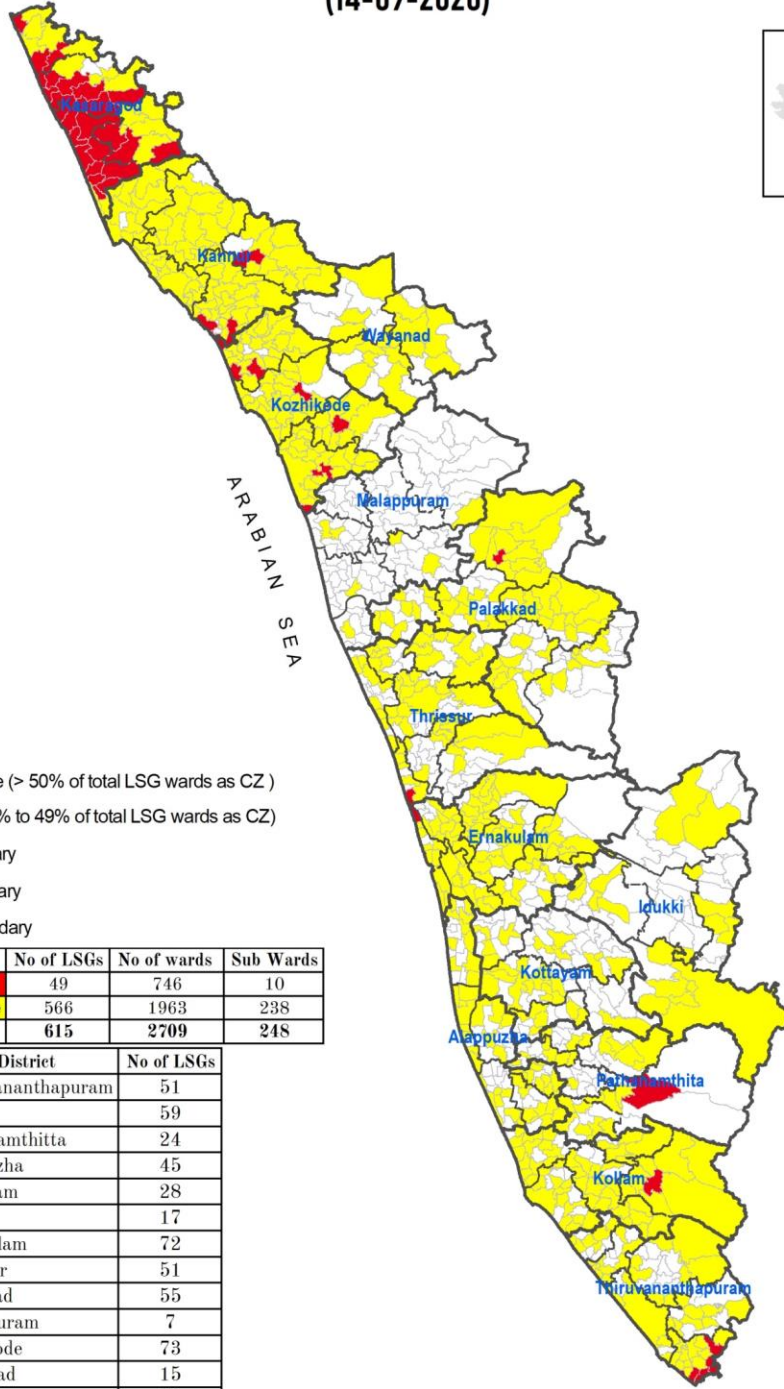 (14-07-2020)
Kasaragod
Kannur
Wayanad
Kozhikode
Malappuram
ARABIAN SEA
Palakkad
Thrissur
e (> 50% of total LSG wards as CZ )
% to 49% of total LSG wards as CZ)
Ernakulam
ary
ary
dary
Idukki
Kottayam
No of LSGs No of wards Sub Wards
49 746 10
566 1963 238
615 2709 248
Alappuzha
District No of LSGs
ananthapuram 51
59
amthitta 24
zha 45
am 28
17
lam 72
r 51
ad 55
uram 7
ode 73
ad 15
Pathanamthita
Kollam
Thiruvananthapuram